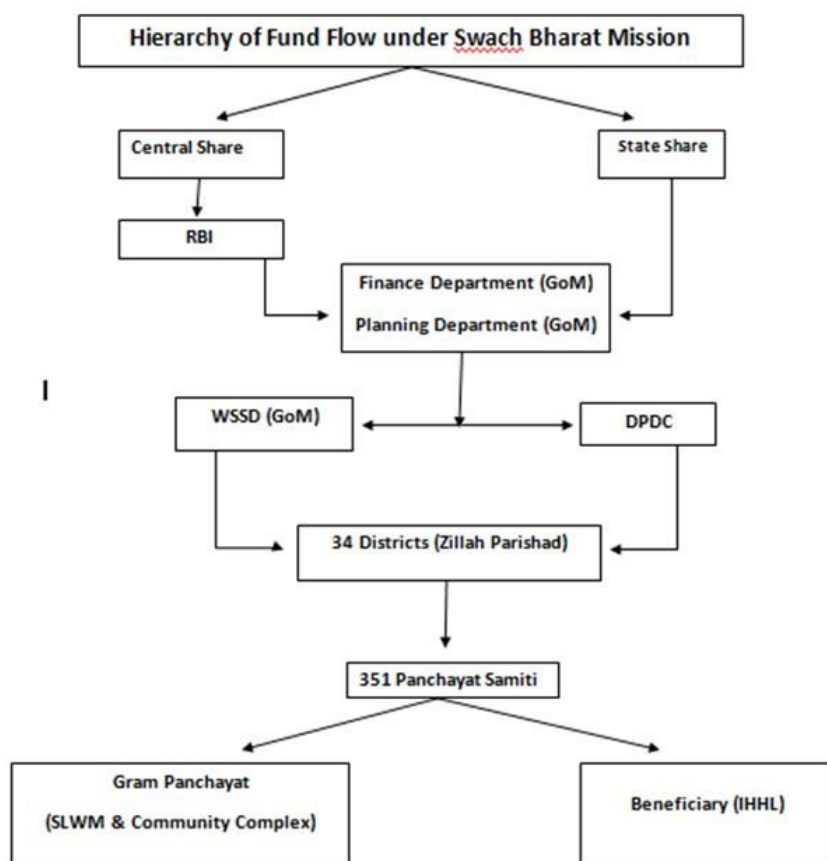 Hierarchy of Fund Flow under Swach Bharat Mission
Central Share
State Share
RBI
Finance Department (GoM)
Planning Department (GoM)
I
WSSD (GoM)
DPDC
34 Districts (Zillah Parishad)
351 Panchayat Samiti
Gram Panchayat
(SLWM & Community Complex)
Beneficiary (IHHL)